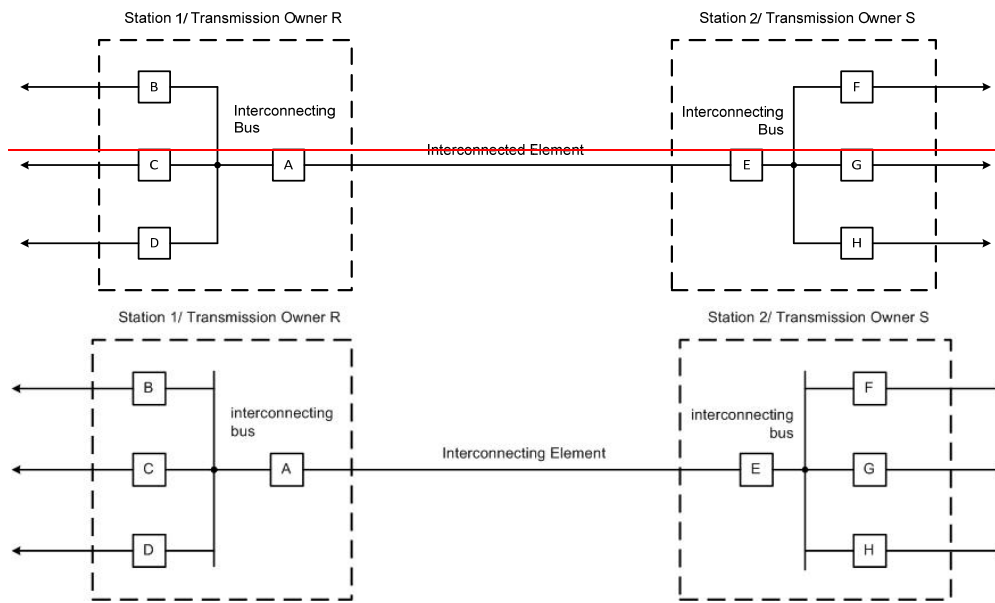 Station 1/ Transmission Owner R
Station 2/ Transmission Owner S
B
Interconnecting
Bus
C
A
D
Interconnected Element
Interconnecting
Bus
F
E
G
H
Station 1/ Transmission Owner R
Station 2/ Transmission Owner S
B
interconnecting
bus
C
A
D
Interconnecting Element
interconnecting
bus
F
E
G
H